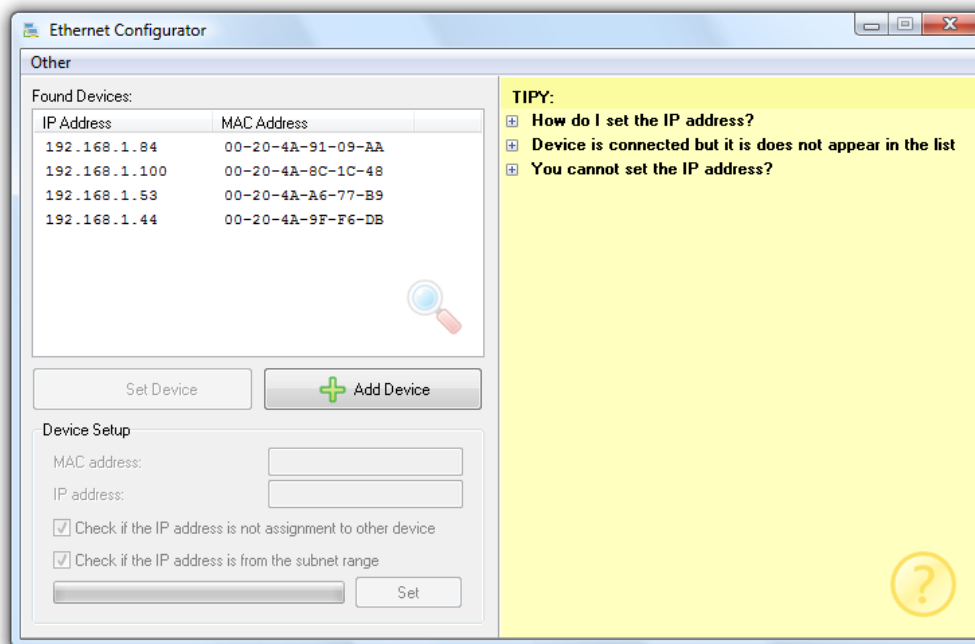 Ethernet Configurator
Other
Found Devices:
IP Address MAC Address
192.168.1.84 00-20-4A-91-09-AA
192.168.1.100 00-20-4A-8C-1C-48
192.168.1.53 00-20-4A-A6-77-B9
192.168.1.44 00-20-4A-9F-F6-DB
Set Device Add Device
Device Setup
MAC address:
IP address:
Check if the IP address is not assignment to other device
Check if the IP address is from the subnet range
Set
TIPY:
How do I set the IP address?
Device is connected but it is does not appear in the list
You cannot set the IP address?
?